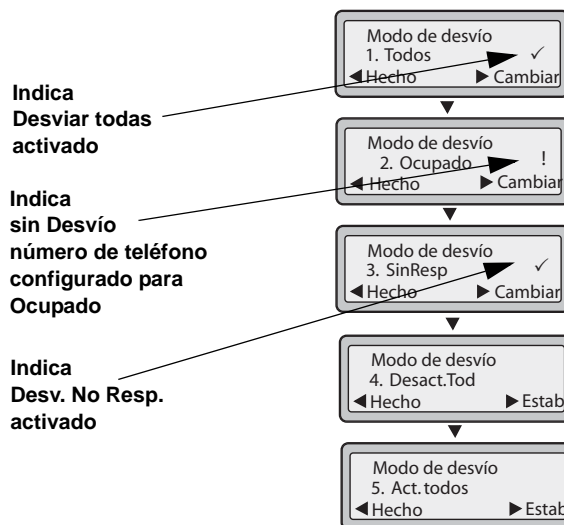 Modo de desvío
1. Todos ✓
◀Hecho ▶Cambiar
Indica
Desviar todas
activado
▼
Modo de desvío
2. Ocupado !
◀Hecho ▶Cambiar
Indica
sin Desvío
número de teléfono
configurado para
Ocupado
▼
Modo de desvío
3. SinResp ✓
◀Hecho ▶Cambiar
Indica
Desv. No Resp.
activado
▼
Modo de desvío
4. Desact.Tod
◀Hecho ▶Estab
▼
Modo de desvío
5. Act. todos
◀Hecho ▶Estab